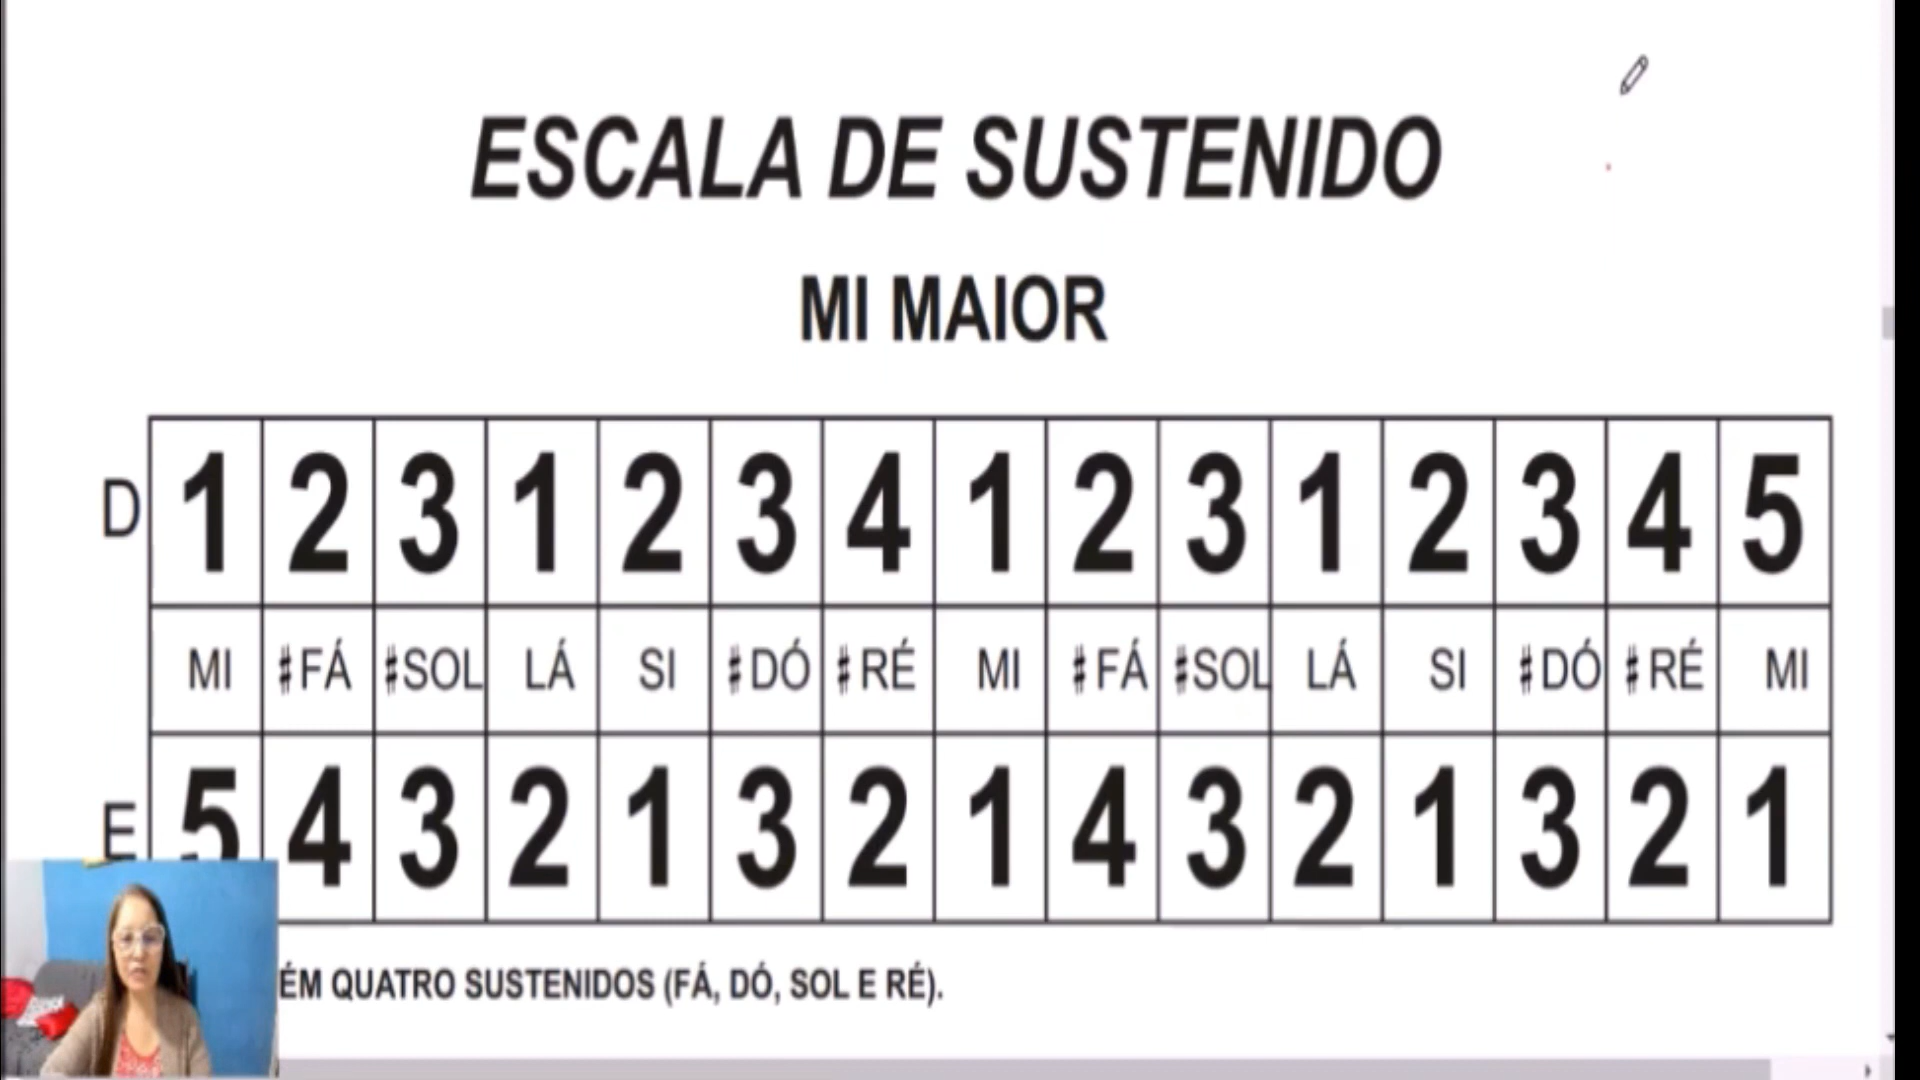 ESCALA DE SUSTENIDO
MI MAIOR
D 1 2 3 1 2 3 4 1 2 3 1 2 3 4 5
MI #FÁ #SOL LÁ SI #DÓ #RÉ MI #FÁ #SOL LÁ SI #DÓ #RÉ MI
E 5 4 3 2 1 3 2 1 4 3 2 1 3 2 1
QUATRO SUSTENIDOS (FÁ, DÓ, SOL E RÉ).